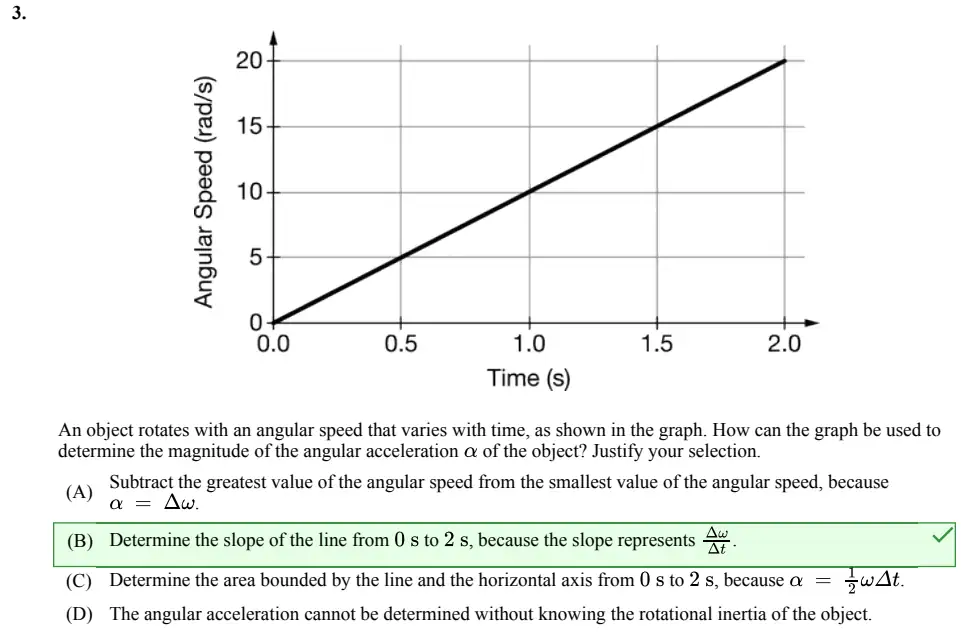 3.
20
15
10
5
0
0.0 0.5 1.0 1.5 2.0
Angular Speed (rad/s)
Time (s)
An object rotates with an angular speed that varies with time, as shown in the graph. How can the graph be used to
determine the magnitude of the angular acceleration α of the object? Justify your selection.
(A) Subtract the greatest value of the angular speed from the smallest value of the angular speed, because
α = Δω.
(B) Determine the slope of the line from 0 s to 2 s, because the slope represents Δω/Δt.
(C) Determine the area bounded by the line and the horizontal axis from 0 s to 2 s, because α = 1/2 ωΔt.
(D) The angular acceleration cannot be determined without knowing the rotational inertia of the object.